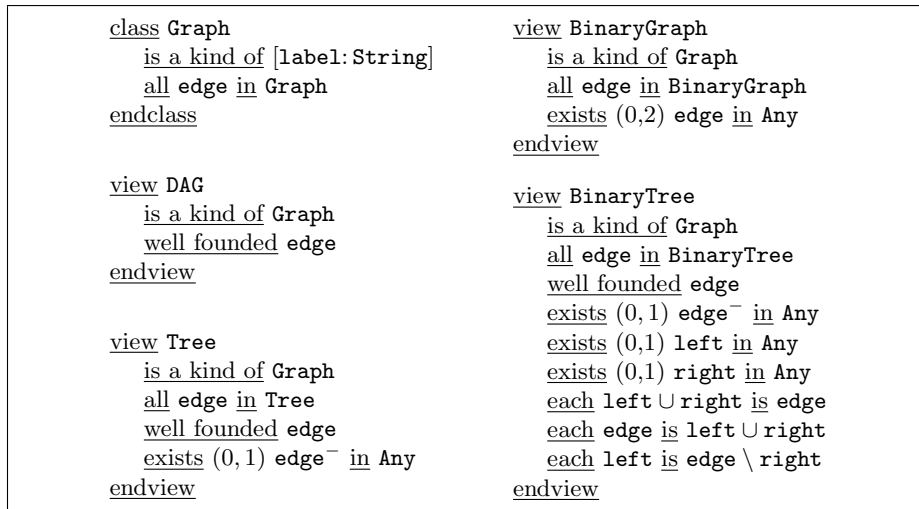 class Graph
is a kind of [label: String]
all edge in Graph
endclass
view DAG
is a kind of Graph
well founded edge
endview
view Tree
is a kind of Graph
all edge in Tree
well founded edge
exists (0, 1) edge⁻ in Any
endview
view BinaryGraph
is a kind of Graph
all edge in BinaryGraph
exists (0,2) edge in Any
endview
view BinaryTree
is a kind of Graph
all edge in BinaryTree
well founded edge
exists (0, 1) edge⁻ in Any
exists (0,1) left in Any
exists (0,1) right in Any
each left ∪ right is edge
each edge is left ∪ right
each left is edge \ right
endview